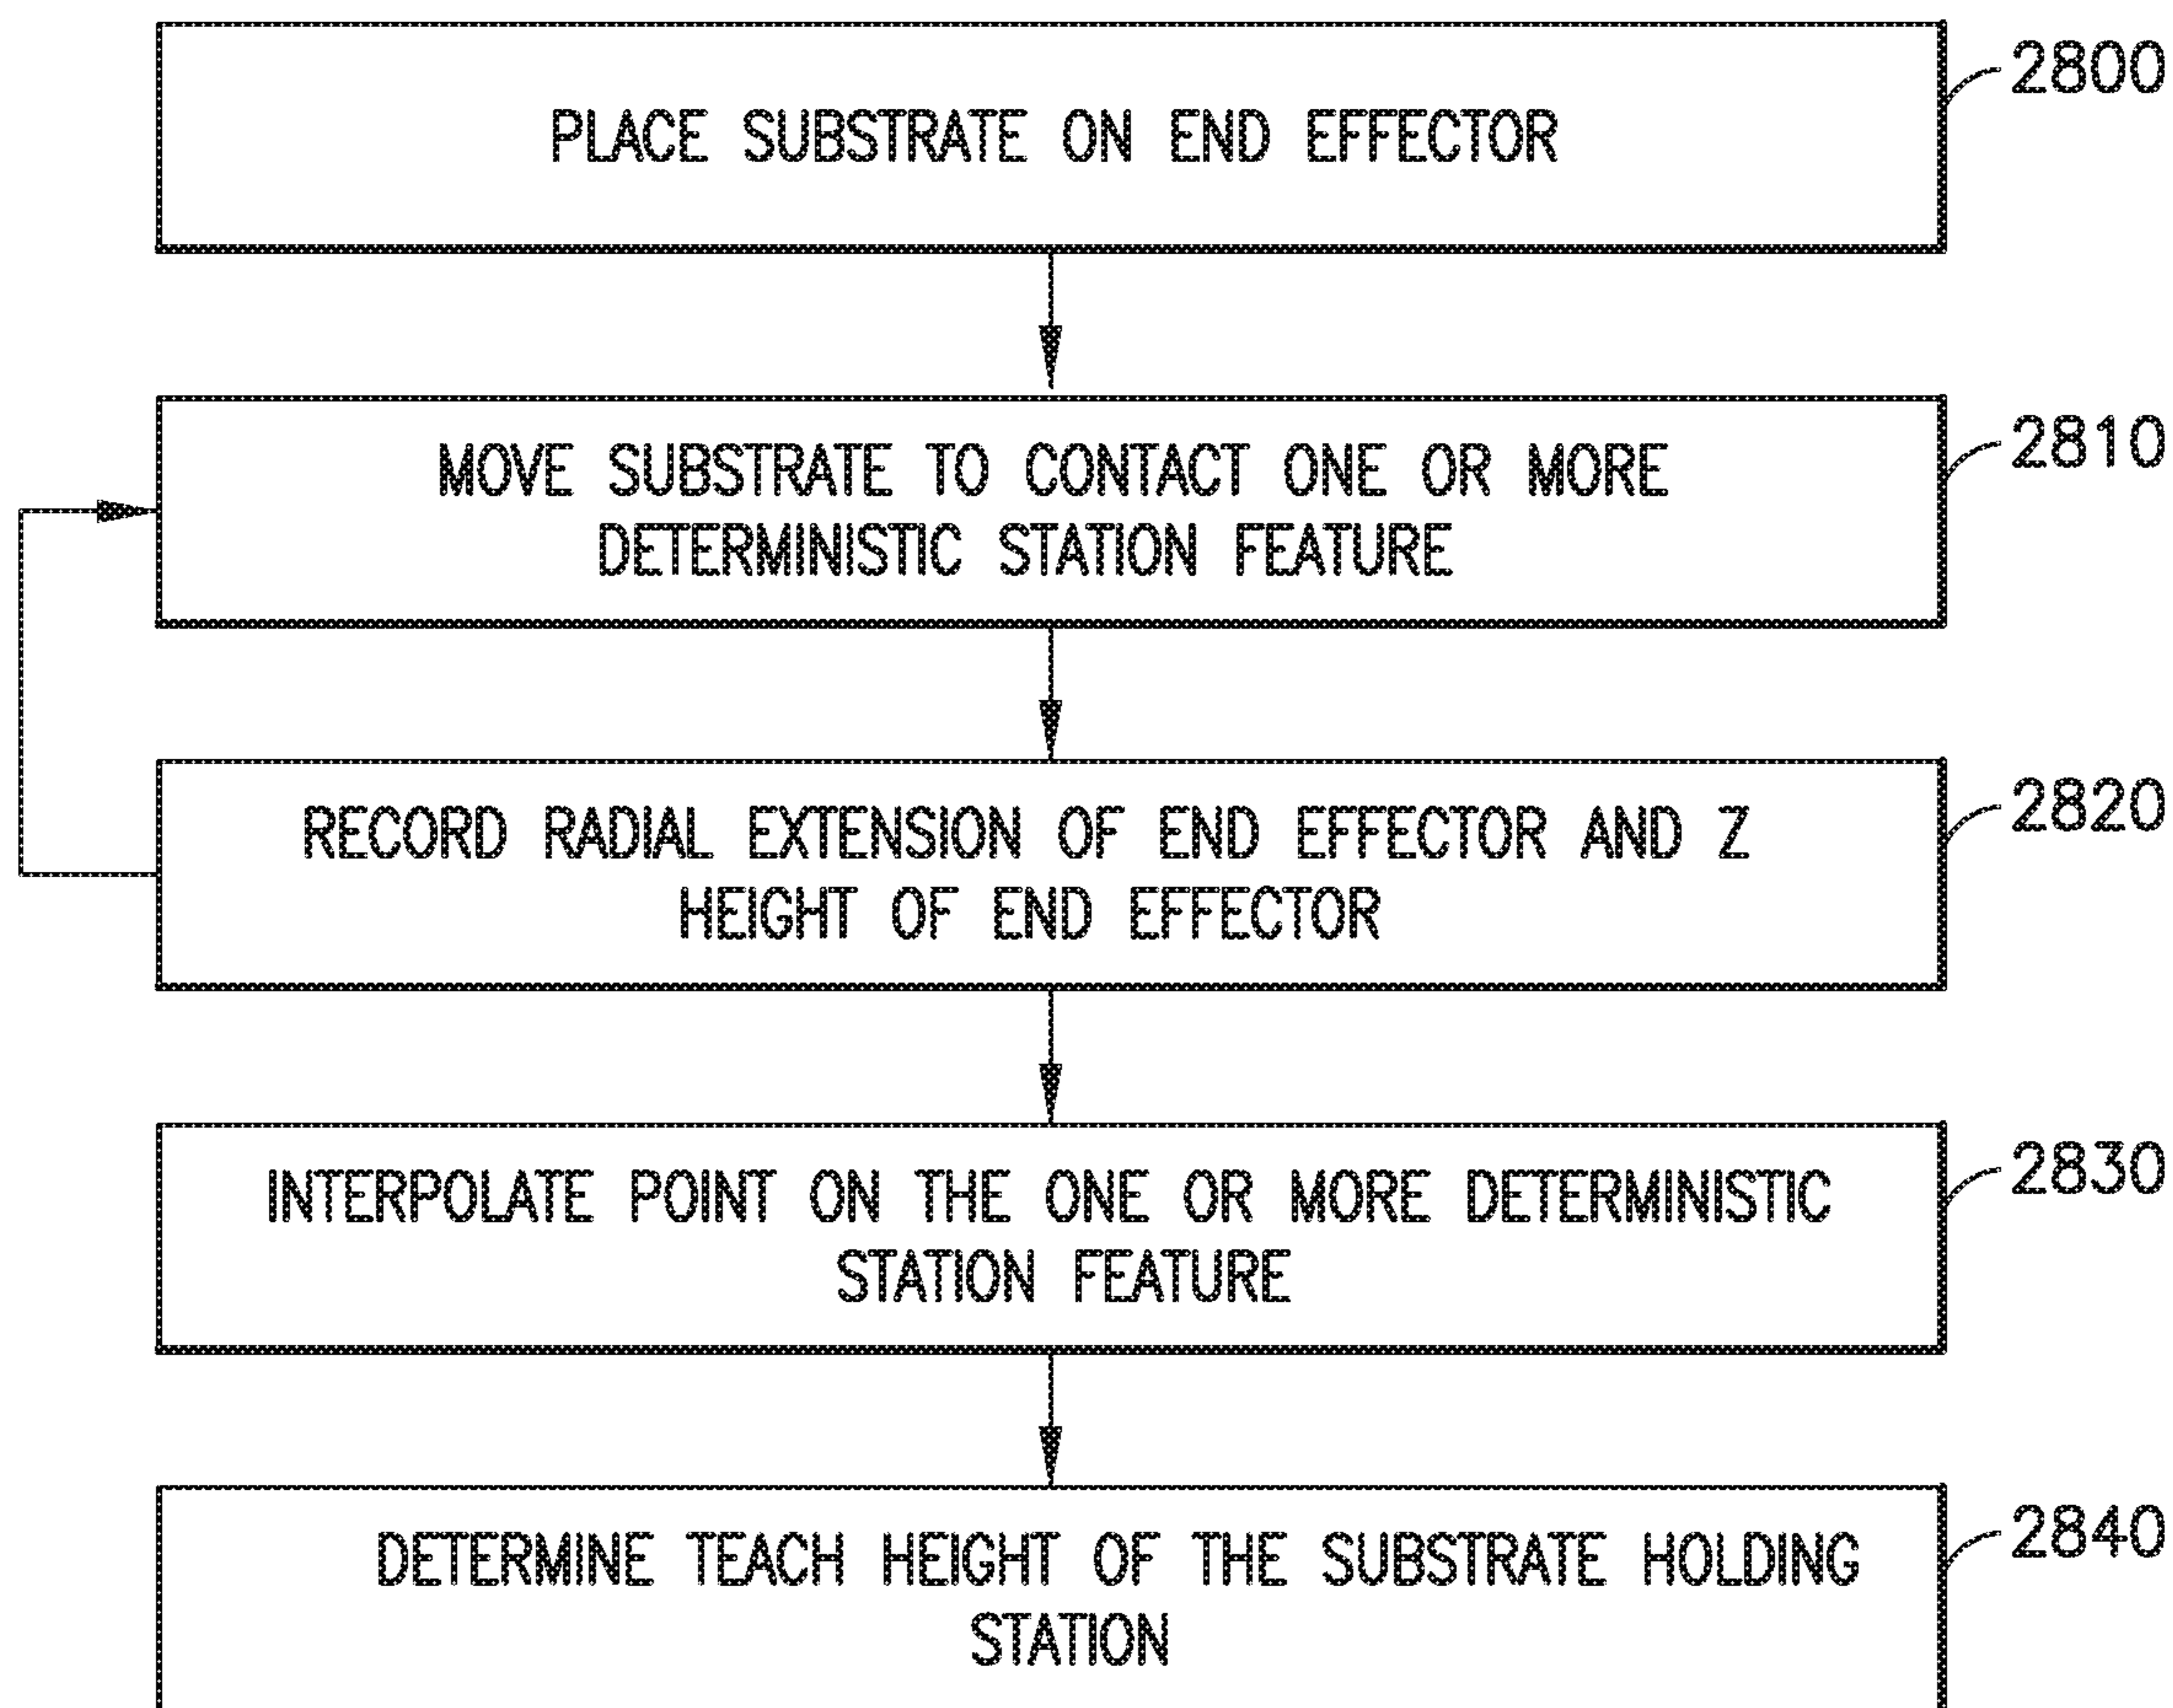 PLACE SUBSTRATE ON END EFFECTOR
2800
MOVE SUBSTRATE TO CONTACT ONE OR MORE
DETERMINISTIC STATION FEATURE
2810
RECORD RADIAL EXTENSION OF END EFFECTOR AND Z
HEIGHT OF END EFFECTOR
2820
INTERPOLATE POINT ON THE ONE OR MORE DETERMINISTIC
STATION FEATURE
2830
DETERMINE TEACH HEIGHT OF THE SUBSTRATE HOLDING
STATION
2840